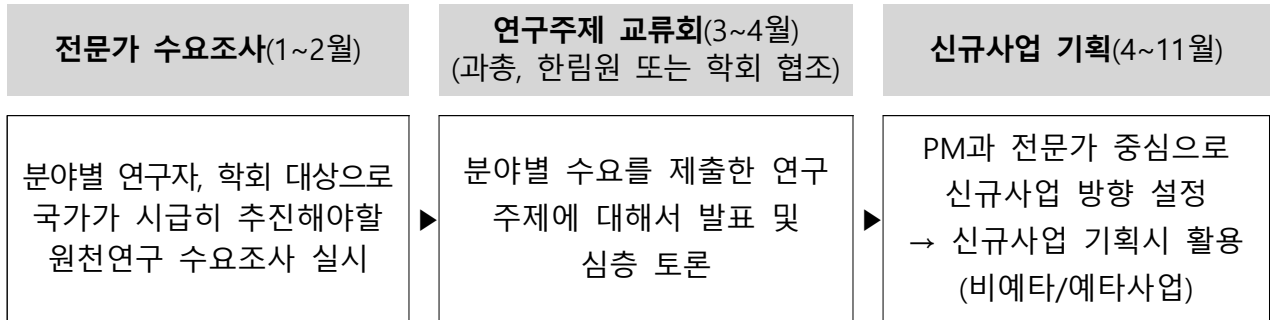 전문가 수요조사(1~2월)
분야별 연구자, 학회 대상으로
국가가 시급히 추진해야할
원천연구 수요조사 실시
▶
연구주제 교류회(3~4월)
(과총, 한림원 또는 학회 협조)
분야별 수요를 제출한 연구
주제에 대해서 발표 및
심층 토론
▶
신규사업 기획(4~11월)
PM과 전문가 중심으로
신규사업 방향 설정
→ 신규사업 기획시 활용
(비예타/예타사업)